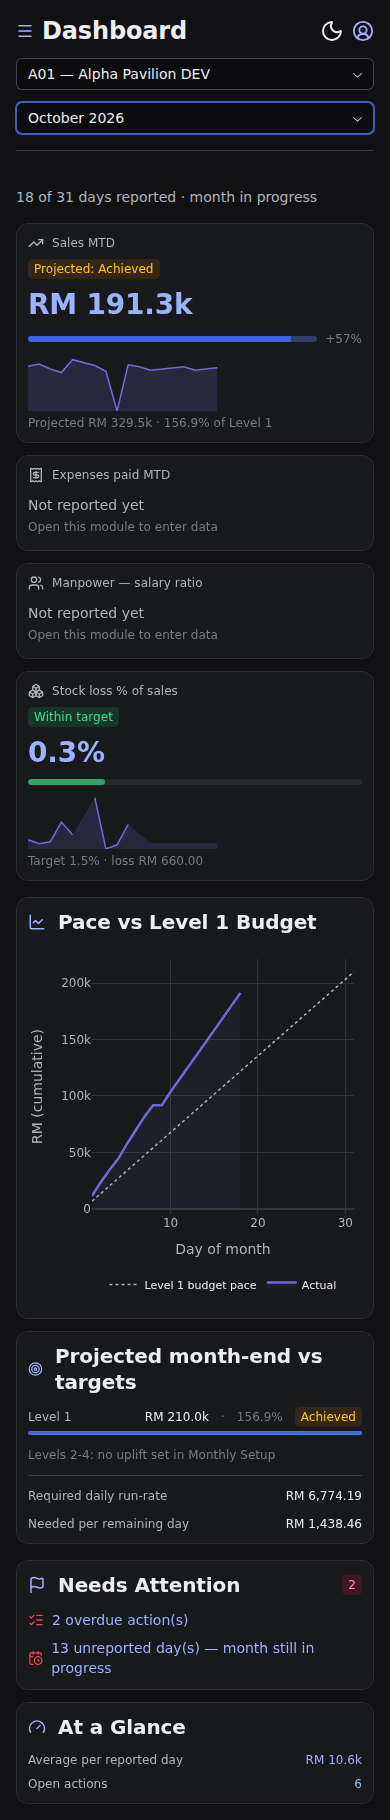 Dashboard
A01 — Alpha Pavilion DEV
October 2026
18 of 31 days reported · month in progress
Sales MTD
Projected: Achieved
RM 191.3k
+57%
Projected RM 329.5k · 156.9% of Level 1
Expenses paid MTD
Not reported yet
Open this module to enter data
Manpower — salary ratio
Not reported yet
Open this module to enter data
Stock loss % of sales
Within target
0.3%
Target 1.5% · loss RM 660.00
Pace vs Level 1 Budget
200k
150k
100k
50k
0
RM (cumulative)
10 20 30
Day of month
Level 1 budget pace Actual
Projected month-end vs
targets
Level 1 RM 210.0k · 156.9% Achieved
Levels 2-4: no uplift set in Monthly Setup
Required daily run-rate RM 6,774.19
Needed per remaining day RM 1,438.46
Needs Attention 2
2 overdue action(s)
13 unreported day(s) — month still in
progress
At a Glance
Average per reported day RM 10.6k
Open actions 6